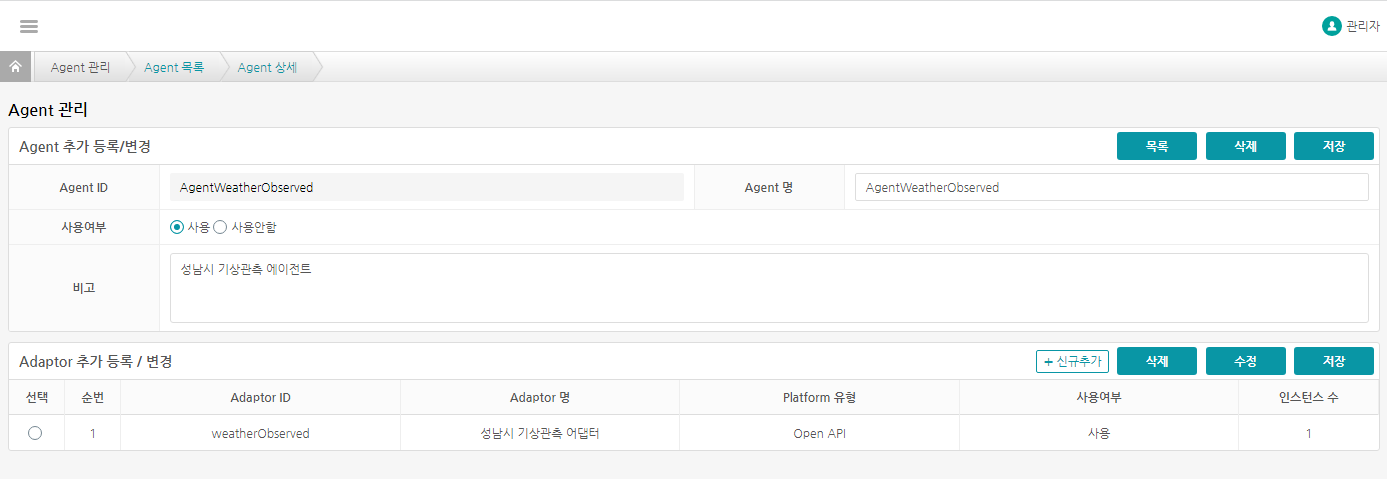 관리자
Agent 관리 Agent 목록 Agent 상세
Agent 관리
Agent 추가 등록/변경 목록 삭제 저장
Agent ID AgentWeatherObserved Agent 명 AgentWeatherObserved
사용여부 사용 사용안함
비고 성남시 기상관측 에이전트
Adaptor 추가 등록 / 변경 + 신규추가 삭제 수정 저장
선택 순번 Adaptor ID Adaptor 명 Platform 유형 사용여부 인스턴스 수
1 weatherObserved 성남시 기상관측 어댑터 Open API 사용 1